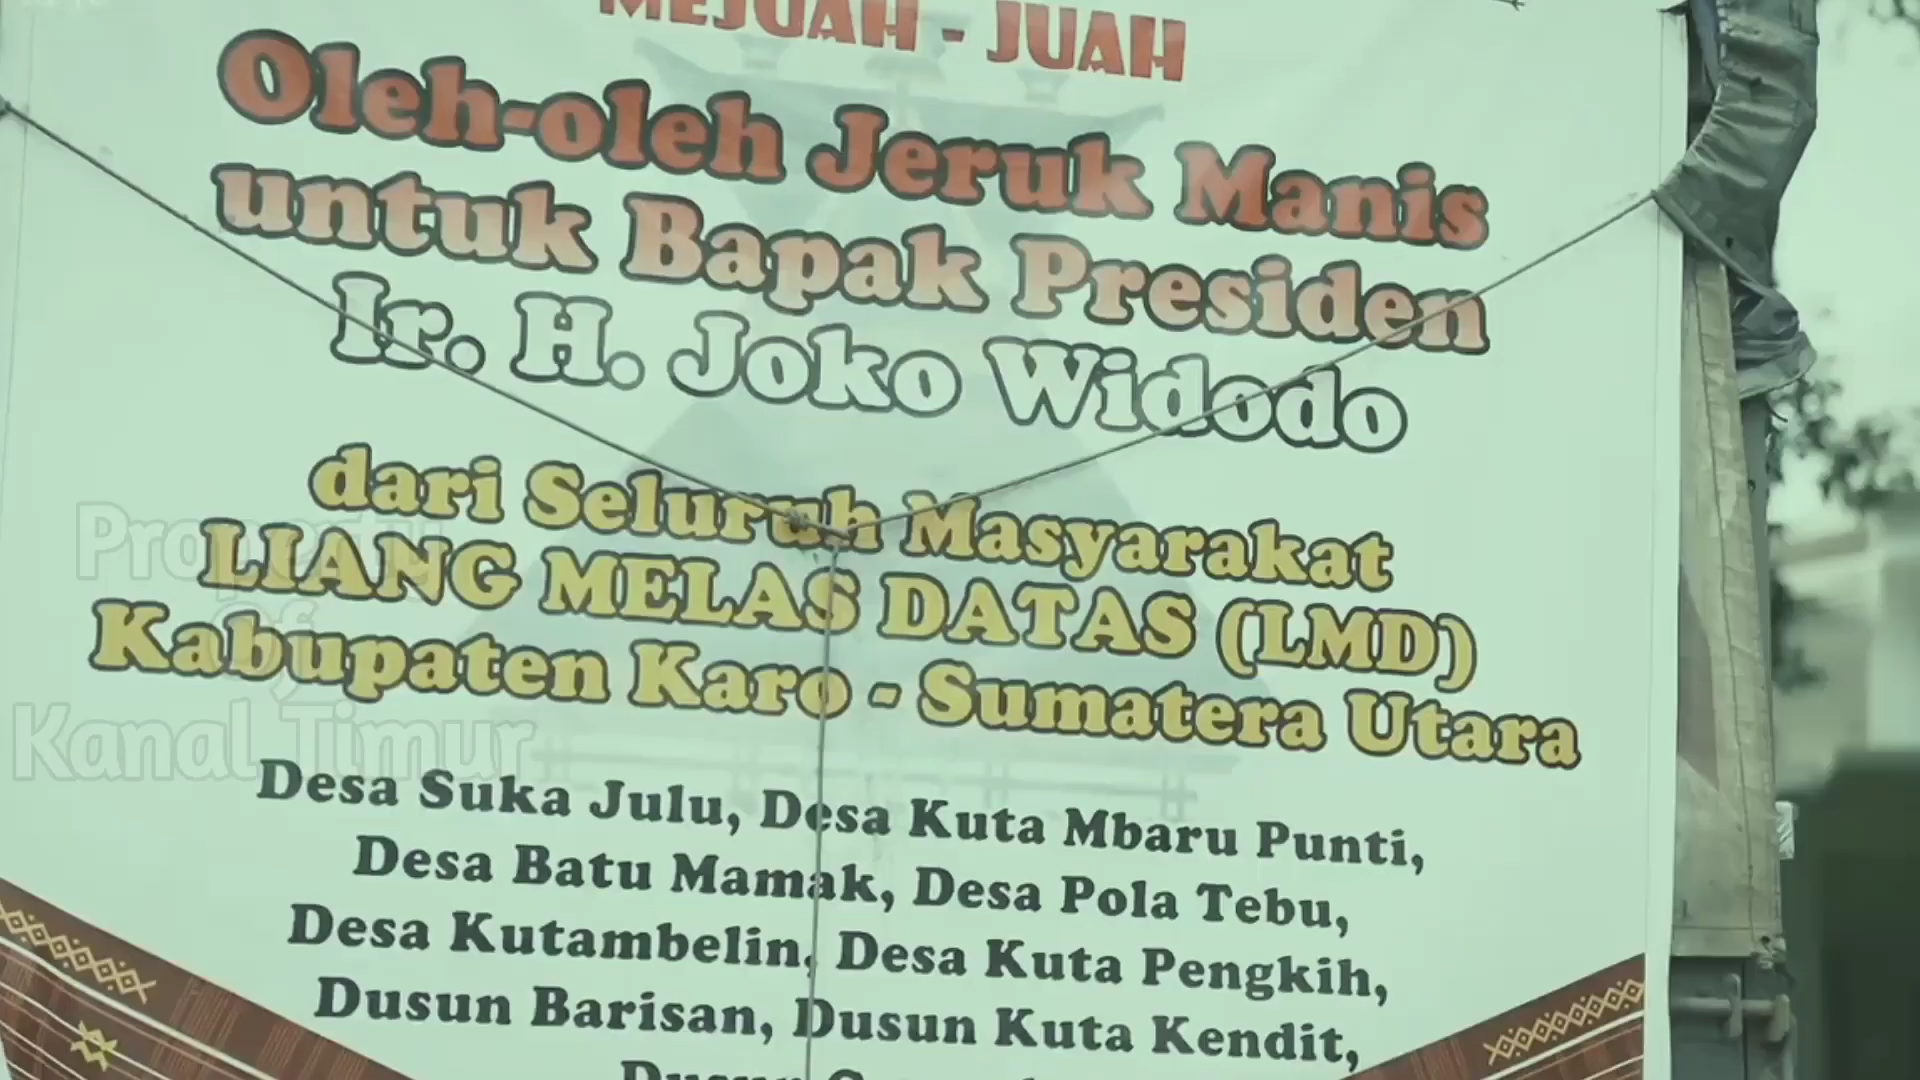 MEJUAH - JUAH
Oleh-oleh Jeruk Manis
untuk Bapak Presiden
Ir. H. Joko Widodo
dari Seluruh Masyarakat
LIANG MELAS DATAS (LMD)
Kabupaten Karo - Sumatera Utara
Desa Suka Julu, Desa Kuta Mbaru Punti,
Desa Batu Mamak, Desa Pola Tebu,
Desa Kutambelin, Desa Kuta Pengkih,
Dusun Barisan, Dusun Kuta Kendit,
Property
Of
Kanal Timur